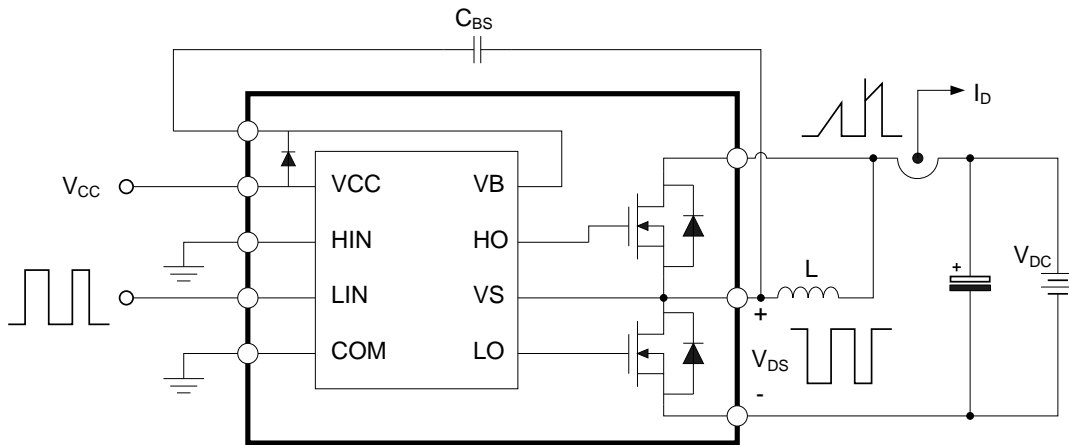 CBS
ID
VCC
VCC VB
HIN HO
LIN VS
COM LO
L
VDC
+
+
VDS
-